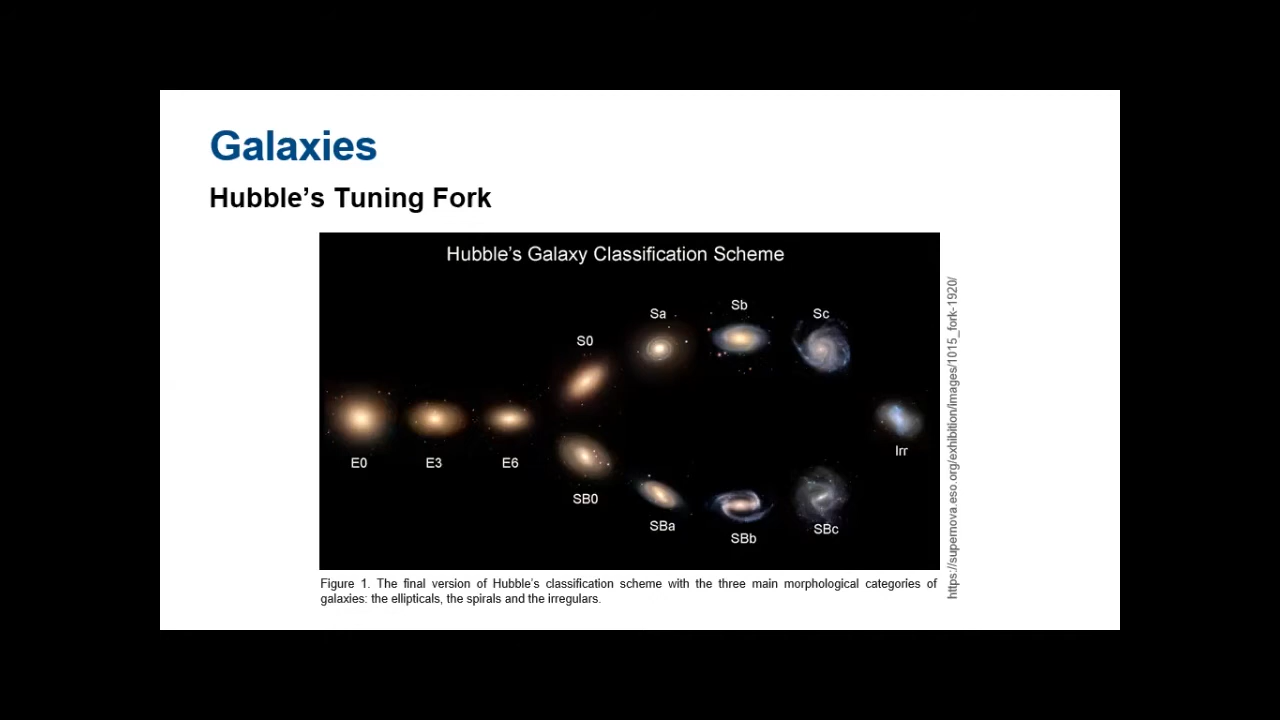 Galaxies
Hubble’s Tuning Fork
Hubble's Galaxy Classification Scheme
Sb
Sa
Sc
S0
Irr
E0
E3
E6
SB0
SBa
SBc
SBb
Figure 1. The final version of Hubble’s classification scheme with the three main morphological categories of
galaxies: the ellipticals, the spirals and the irregulars.
https://supernova.eso.org/exhibition/images/1015_fork-1920/